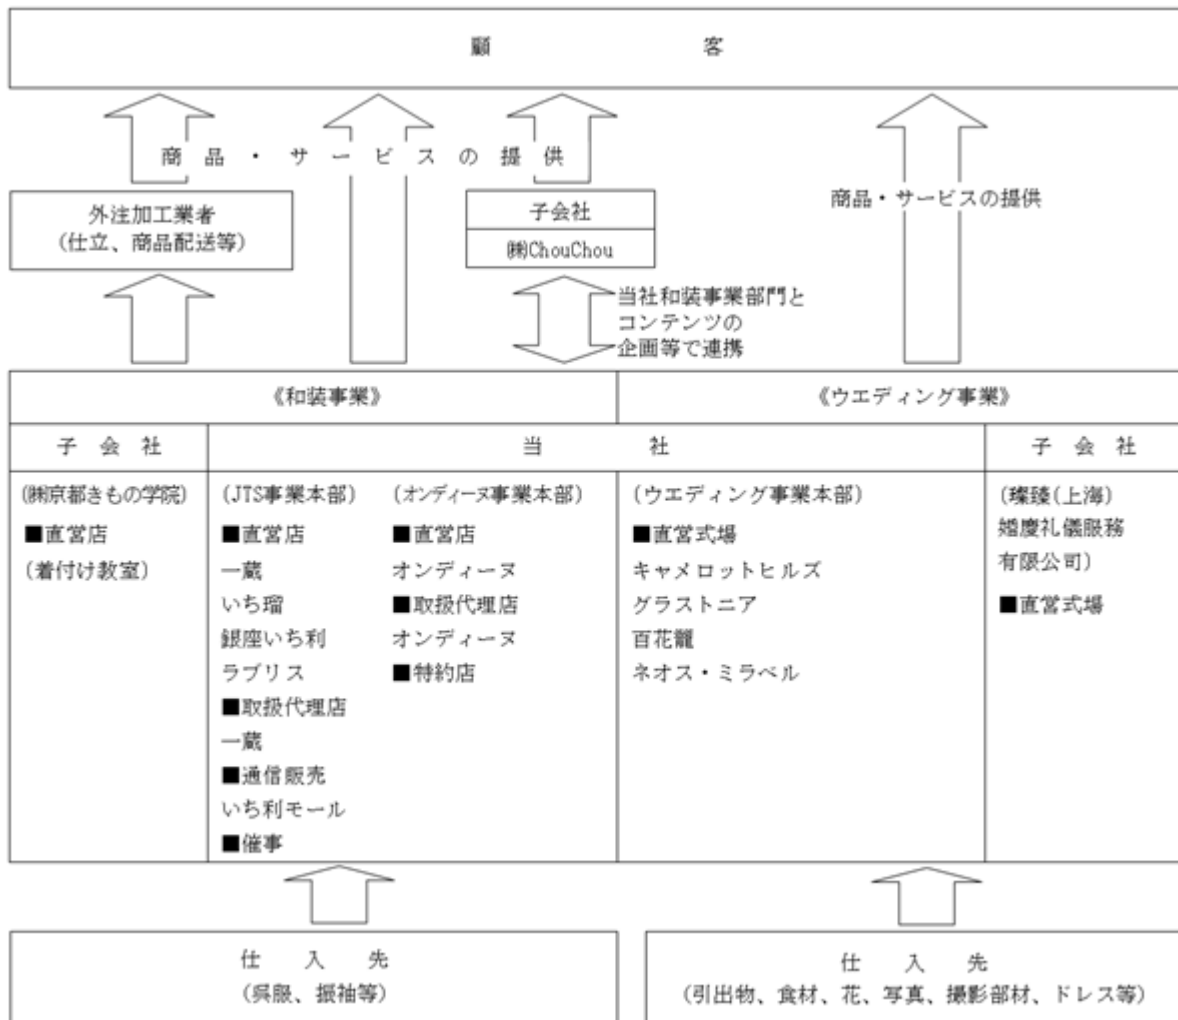 顧客
商品・サービスの提供
商品・サービスの提供
外注加工業者
(仕立、商品配送等)
子会社
㈱ChouChou
当社和装事業部門と
コンテンツの
企画等で連携
《和装事業》
《ウエディング事業》
子会社
当社
子会社
(㈱京都きもの学院)
■直営店
(着付け教室)
(JTS事業本部)
■直営店
一蔵
いち瑠
銀座いち利
ラブリス
■取扱代理店
一蔵
■通信販売
いち利モール
■催事
(オンディーヌ事業本部)
■直営店
オンディーヌ
■取扱代理店
オンディーヌ
■特約店
(ウエディング事業本部)
■直営式場
キャメロットヒルズ
グラストニア
百花籠
ネオス・ミラベル
(璨臻(上海)
婚慶礼儀服務
有限公司)
■直営式場
仕入先
(呉服、振袖等)
仕入先
(引出物、食材、花、写真、撮影部材、ドレス等)